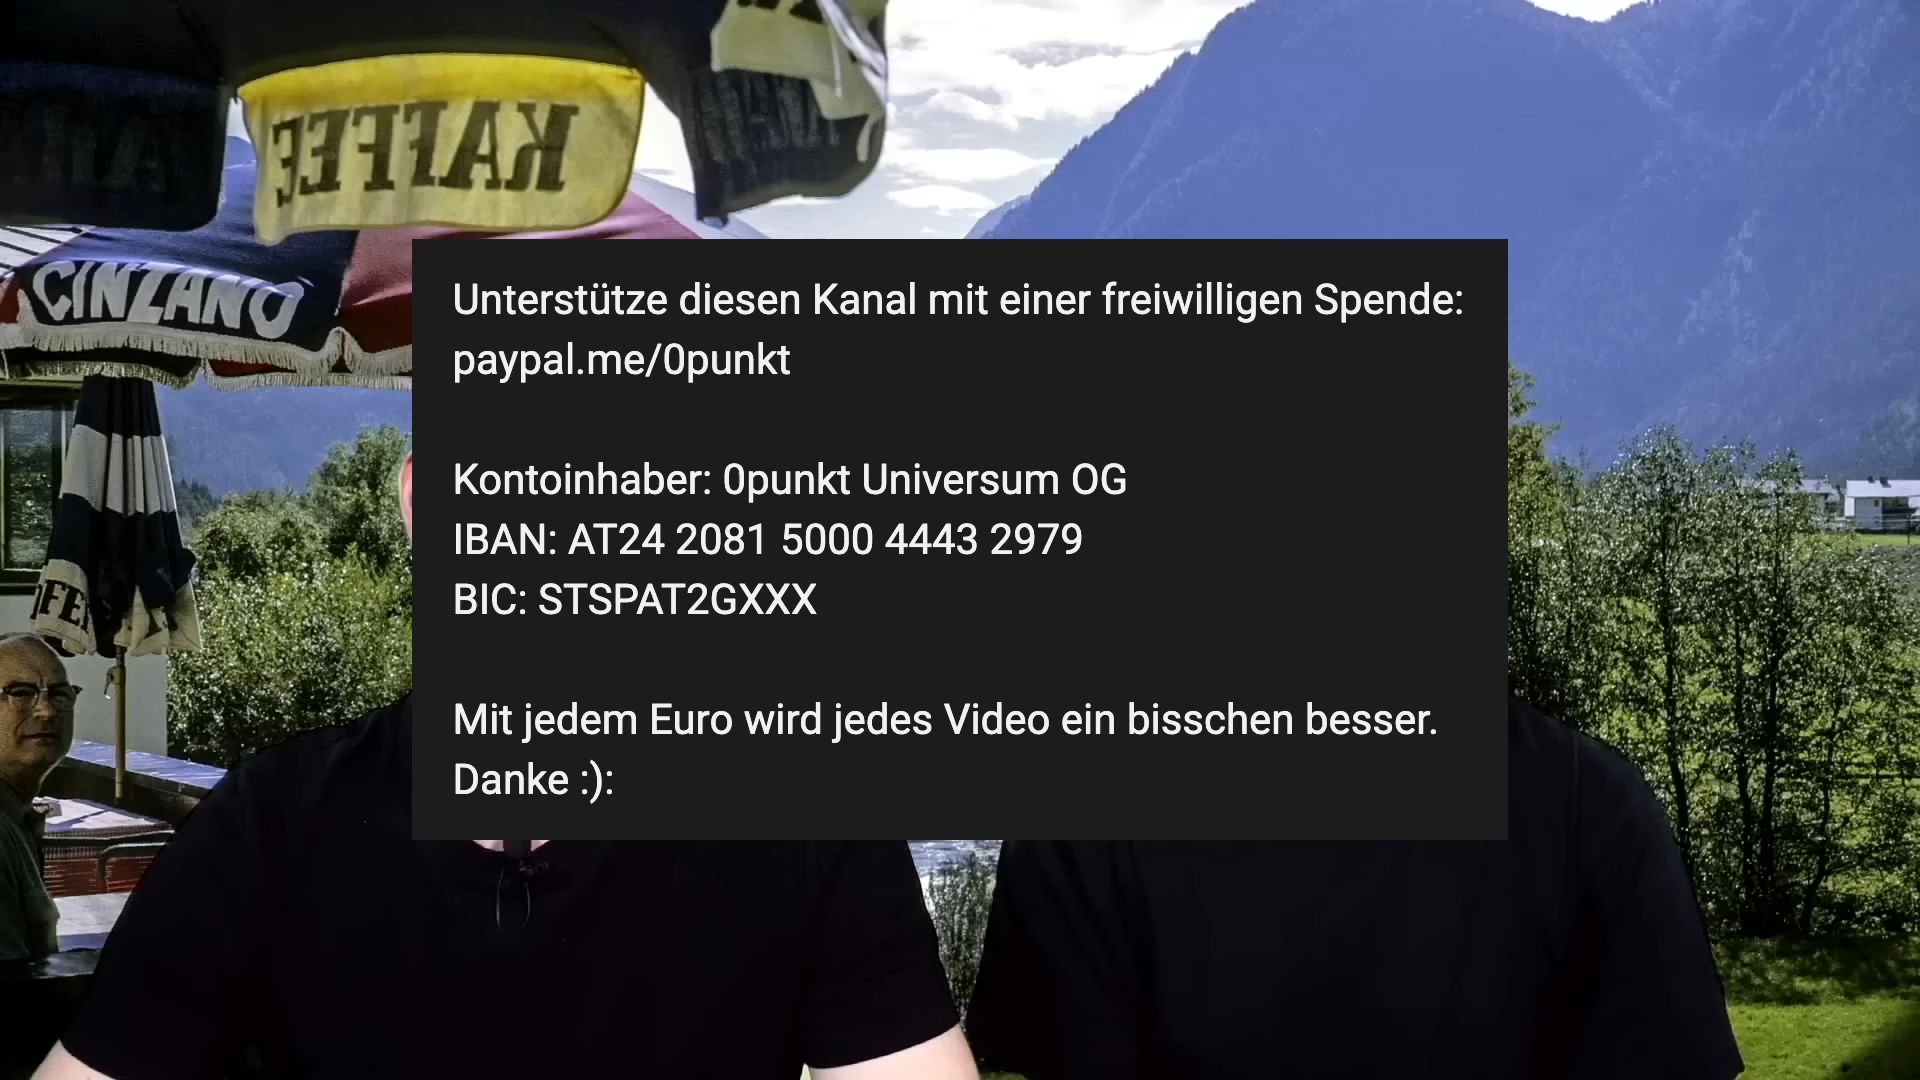 KAFFEE
CINZANO
Unterstütze diesen Kanal mit einer freiwilligen Spende:
paypal.me/0punkt
Kontoinhaber: 0punkt Universum OG
IBAN: AT24 2081 5000 4443 2979
BIC: STSPAT2GXXX
Mit jedem Euro wird jedes Video ein bisschen besser.
Danke :):